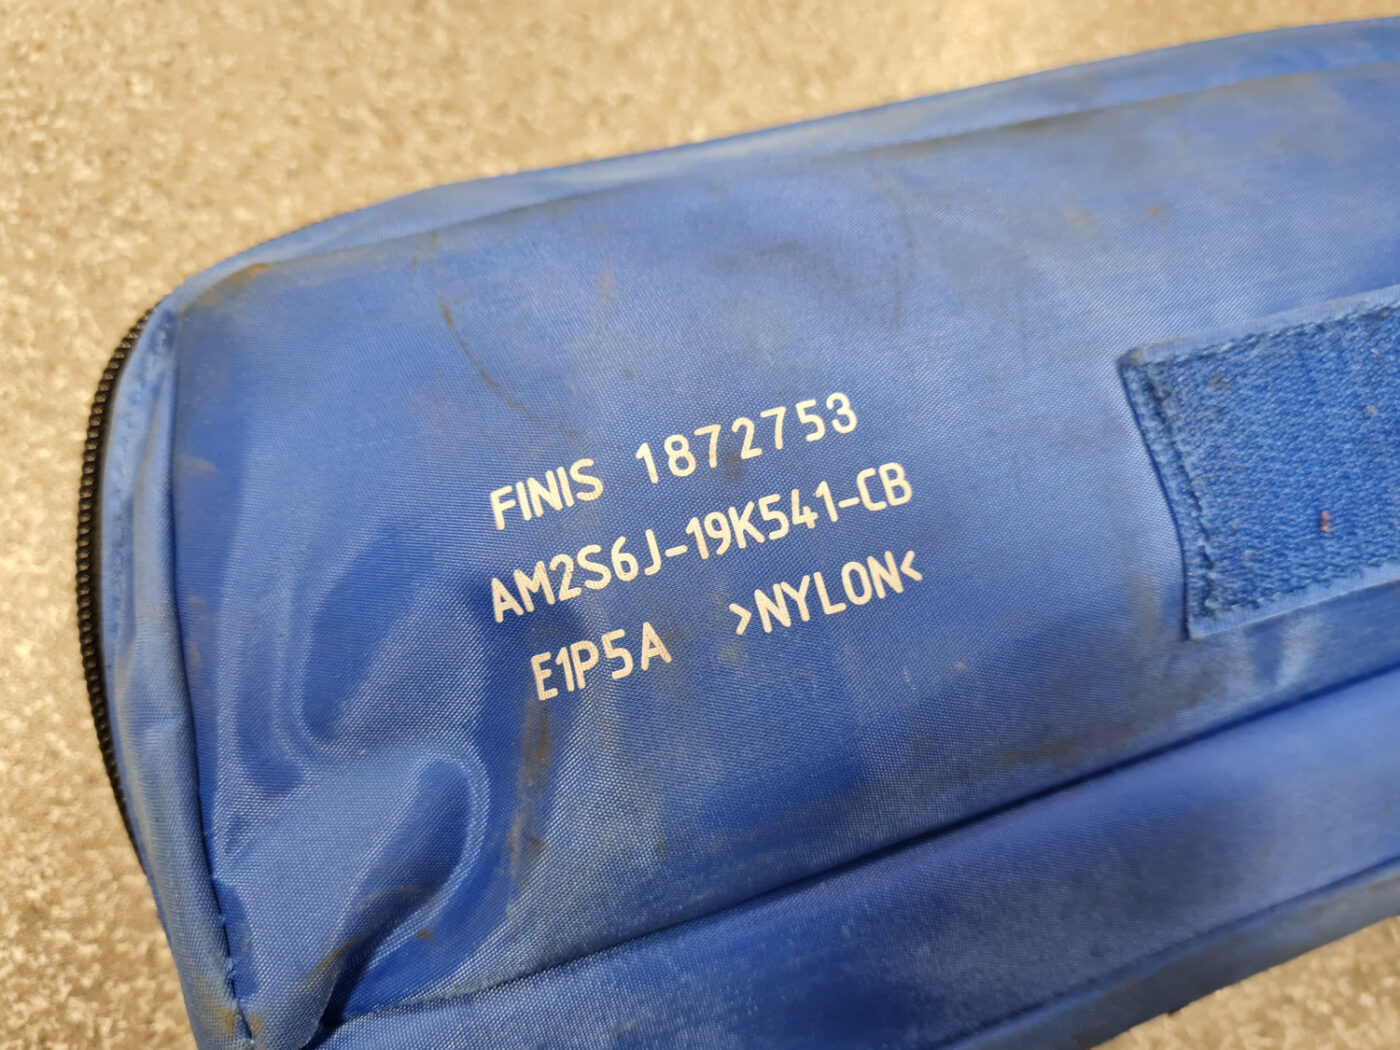 FINIS 1872753
AM2S6J-19K541-CB
E1P5A >NYLON<